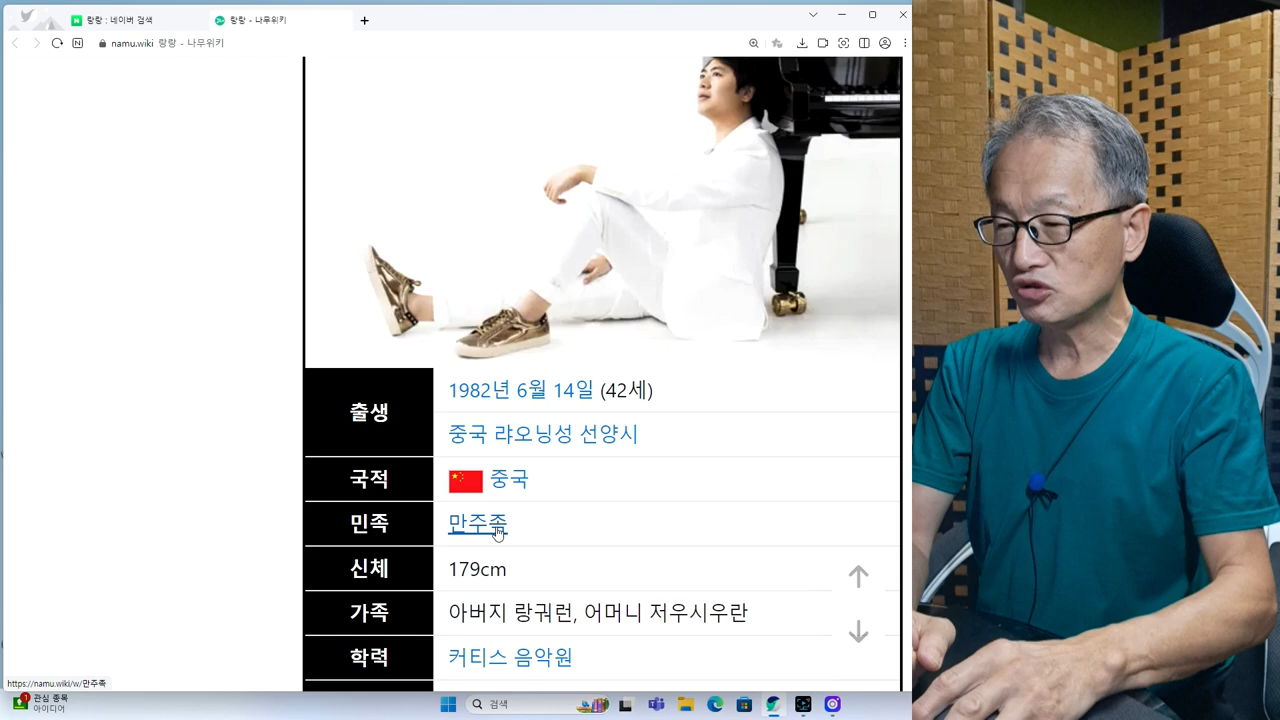 랑랑 : 네이버 검색
랑랑 - 나무위키
namu.wiki 랑랑 - 나무위키
출생
1982년 6월 14일 (42세)
중국 랴오닝성 선양시
국적
중국
민족
만주족
신체
179cm
가족
아버지 랑궈런, 어머니 저우시우란
학력
커티스 음악원
https://namu.wiki/w/만주족
1
관심 종목
아이디어
검색